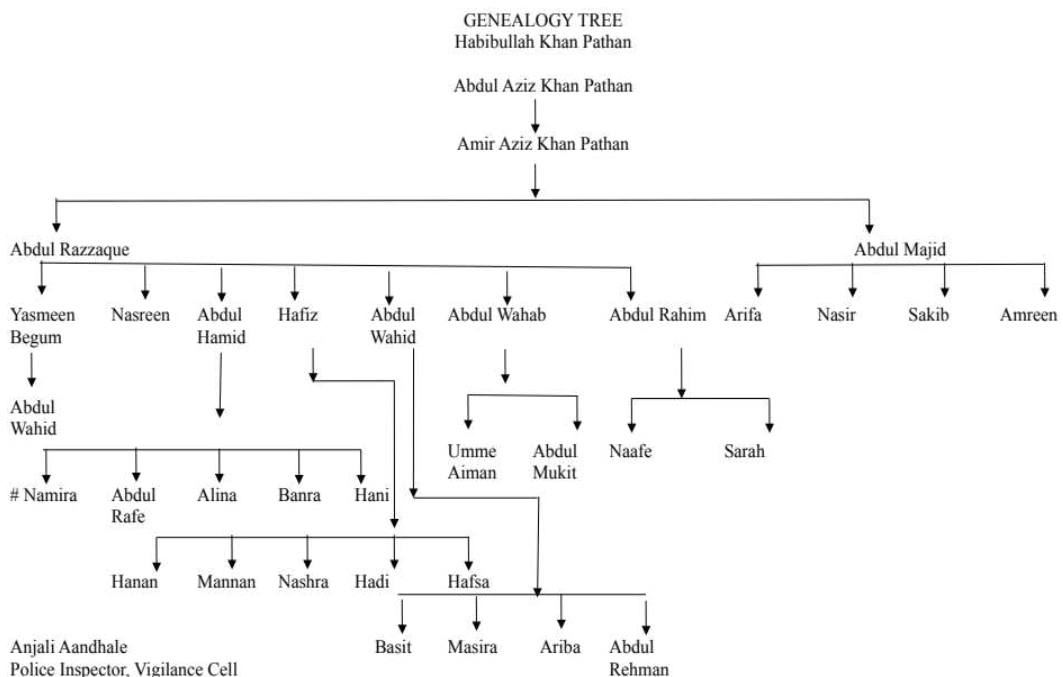 GENEALOGY TREE
Habibullah Khan Pathan
Abdul Aziz Khan Pathan
Amir Aziz Khan Pathan
Abdul Razzaque
Abdul Majid
Yasmeen
Begum
Nasreen
Abdul
Hamid
Hafiz
Abdul
Wahid
Abdul Wahab
Abdul Rahim
Arifa
Nasir
Sakib
Amreen
Abdul
Wahid
Umme
Aiman
Abdul
Mukit
Naafe
Sarah
# Namira
Abdul
Rafe
Alina
Banra
Hani
Hanan
Mannan
Nashra
Hadi
Hafsa
Basit
Masira
Ariba
Abdul
Rehman
Anjali Aandhale
Police Inspector, Vigilance Cell